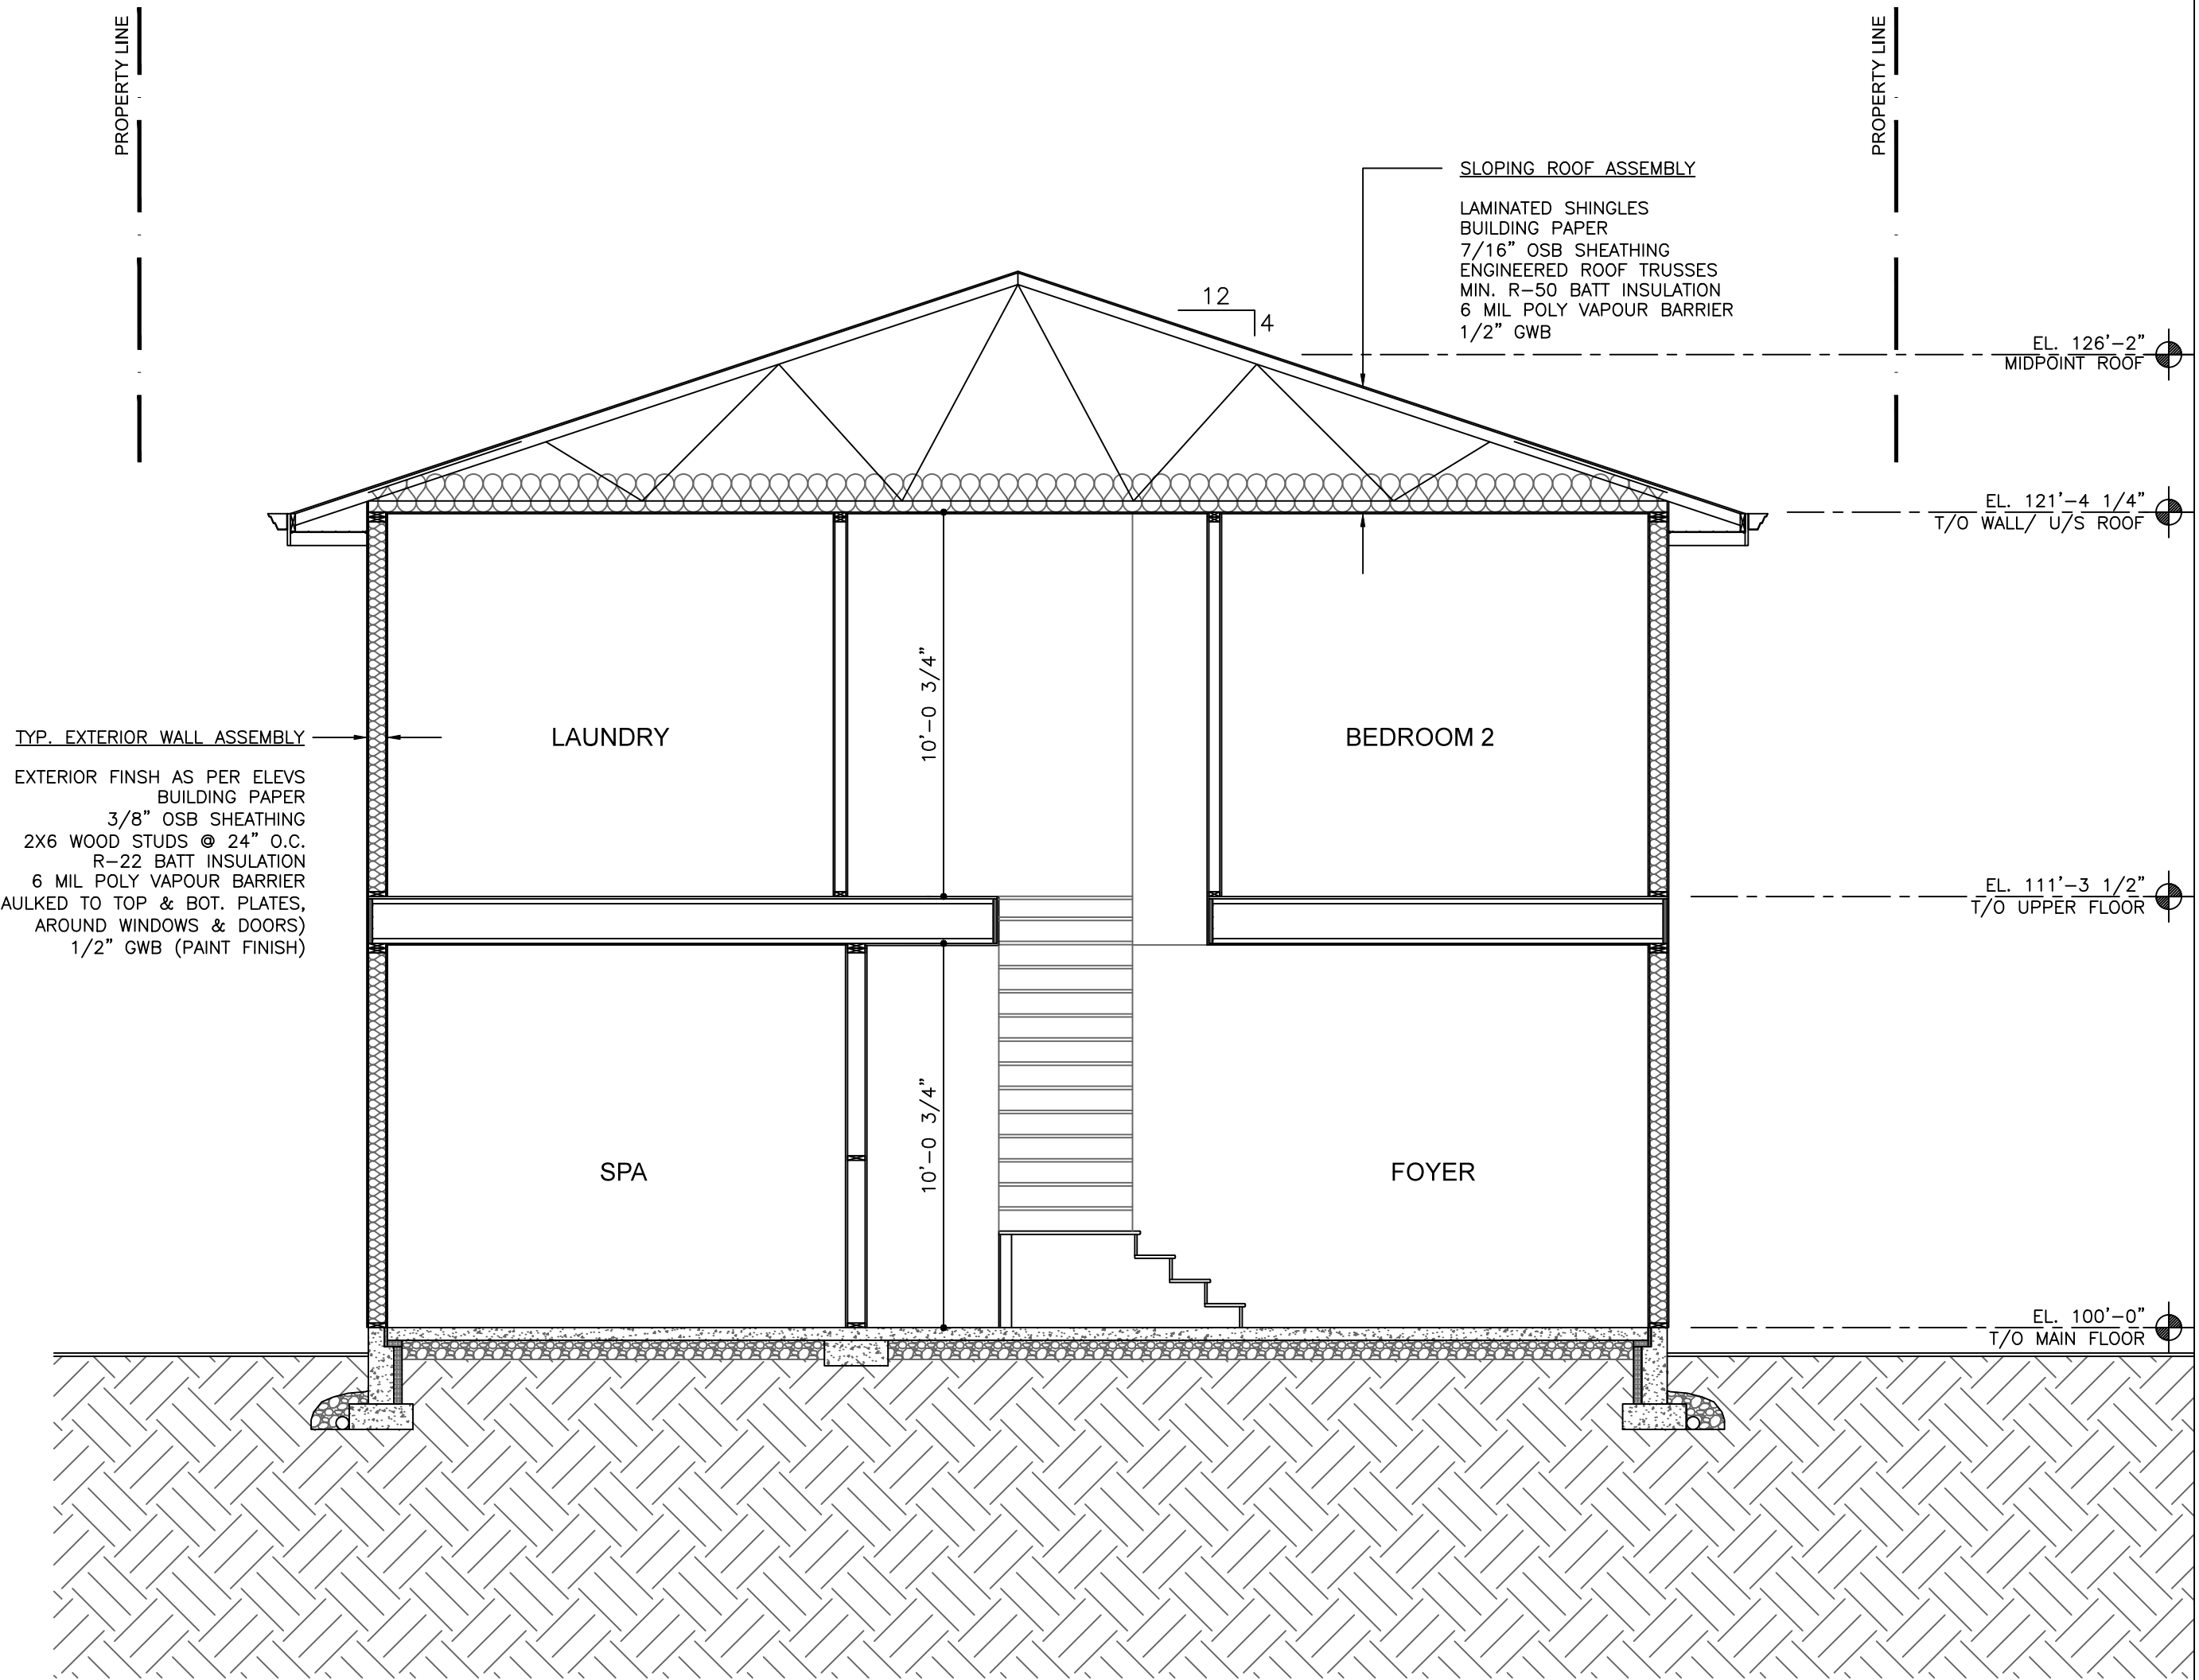 PROPERTY LINE
PROPERTY LINE
SLOPING ROOF ASSEMBLY
LAMINATED SHINGLES
BUILDING PAPER
7/16" OSB SHEATHING
ENGINEERED ROOF TRUSSES
MIN. R-50 BATT INSULATION
6 MIL POLY VAPOUR BARRIER
1/2" GWB
12
4
EL. 126'-2"
MIDPOINT ROOF
EL. 121'-4 1/4"
T/O WALL/ U/S ROOF
10'-0 3/4"
LAUNDRY
BEDROOM 2
TYP. EXTERIOR WALL ASSEMBLY
EXTERIOR FINSH AS PER ELEVS
BUILDING PAPER
3/8" OSB SHEATHING
2X6 WOOD STUDS @ 24" O.C.
R-22 BATT INSULATION
6 MIL POLY VAPOUR BARRIER
AULKED TO TOP & BOT. PLATES,
AROUND WINDOWS & DOORS)
1/2" GWB (PAINT FINISH)
EL. 111'-3 1/2"
T/O UPPER FLOOR
10'-0 3/4"
SPA
FOYER
EL. 100'-0"
T/O MAIN FLOOR